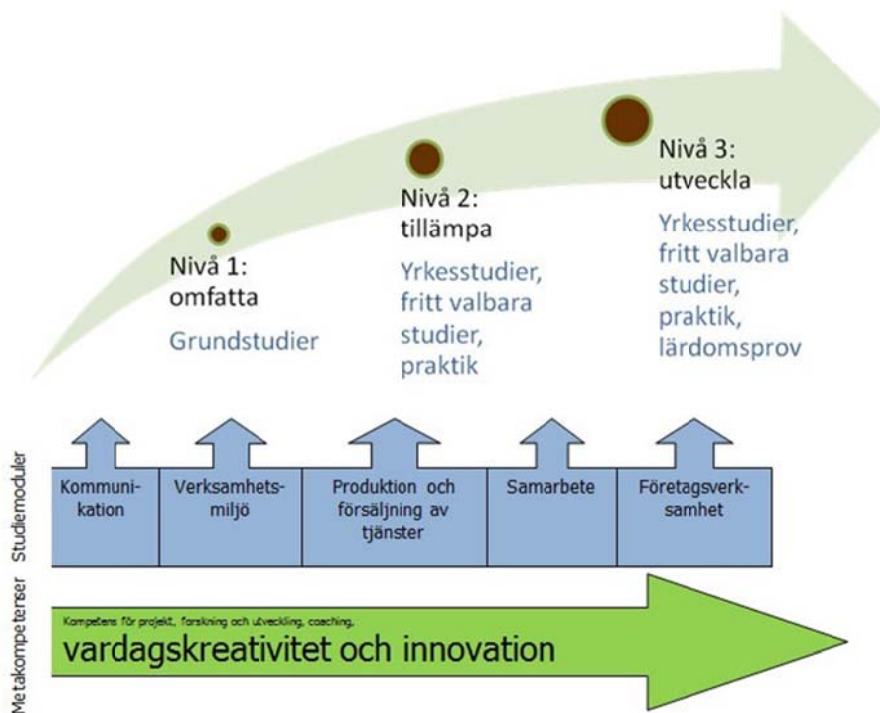 Nivå 1:
omfatta
Grundstudier
Nivå 2:
tillämpa
Yrkesstudier,
fritt valbara
studier,
praktik
Nivå 3:
utveckla
Yrkesstudier,
fritt valbara
studier,
praktik,
lärdomsprov
Studiemoduler
Kommuni-
kation
Verksamhets-
miljö
Produktion och
försäljning av
tjänster
Samarbete
Företagsverk-
samhet
Metakompetenser
Kompetens för projekt, forskning och utveckling, coaching,
vardagskreativitet och innovation